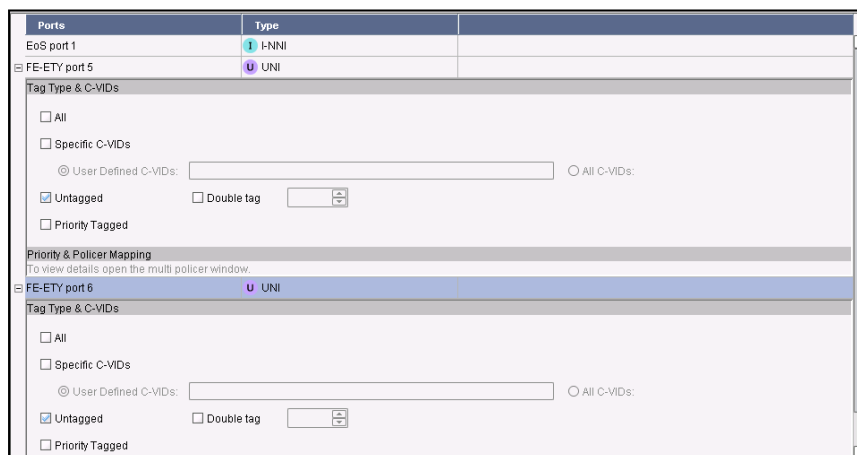 Ports Type
EoS port 1 I I-NNI
FE-ETY port 5 U UNI
Tag Type & C-VIDs
All
Specific C-VIDs
User Defined C-VIDs: All C-VIDs:
Untagged Double tag
Priority Tagged
Priority & Policer Mapping
To view details open the multi policer window.
FE-ETY port 6 U UNI
Tag Type & C-VIDs
All
Specific C-VIDs
User Defined C-VIDs: All C-VIDs:
Untagged Double tag
Priority Tagged